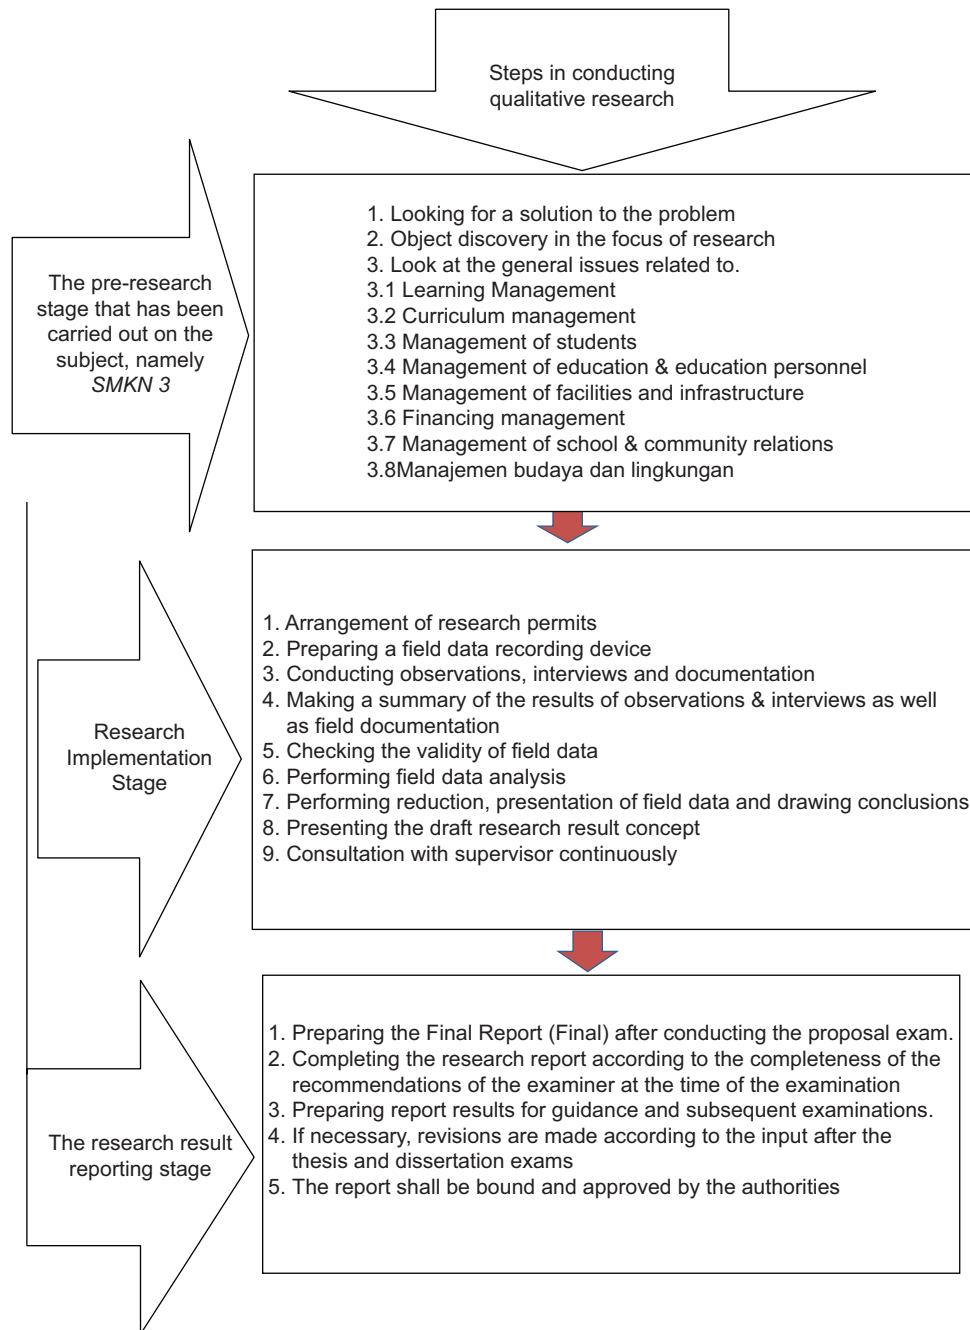 Steps in conducting
qualitative research
The pre-research
stage that has been
carried out on the
subject, namely
SMKN 3
1. Looking for a solution to the problem
2. Object discovery in the focus of research
3. Look at the general issues related to.
3.1 Learning Management
3.2 Curriculum management
3.3 Management of students
3.4 Management of education & education personnel
3.5 Management of facilities and infrastructure
3.6 Financing management
3.7 Management of school & community relations
3.8Manajemen budaya dan lingkungan
Research
Implementation
Stage
1. Arrangement of research permits
2. Preparing a field data recording device
3. Conducting observations, interviews and documentation
4. Making a summary of the results of observations & interviews as well
as field documentation
5. Checking the validity of field data
6. Performing field data analysis
7. Performing reduction, presentation of field data and drawing conclusions
8. Presenting the draft research result concept
9. Consultation with supervisor continuously
The research result
reporting stage
1. Preparing the Final Report (Final) after conducting the proposal exam.
2. Completing the research report according to the completeness of the
recommendations of the examiner at the time of the examination
3. Preparing report results for guidance and subsequent examinations.
4. If necessary, revisions are made according to the input after the
thesis and dissertation exams
5. The report shall be bound and approved by the authorities